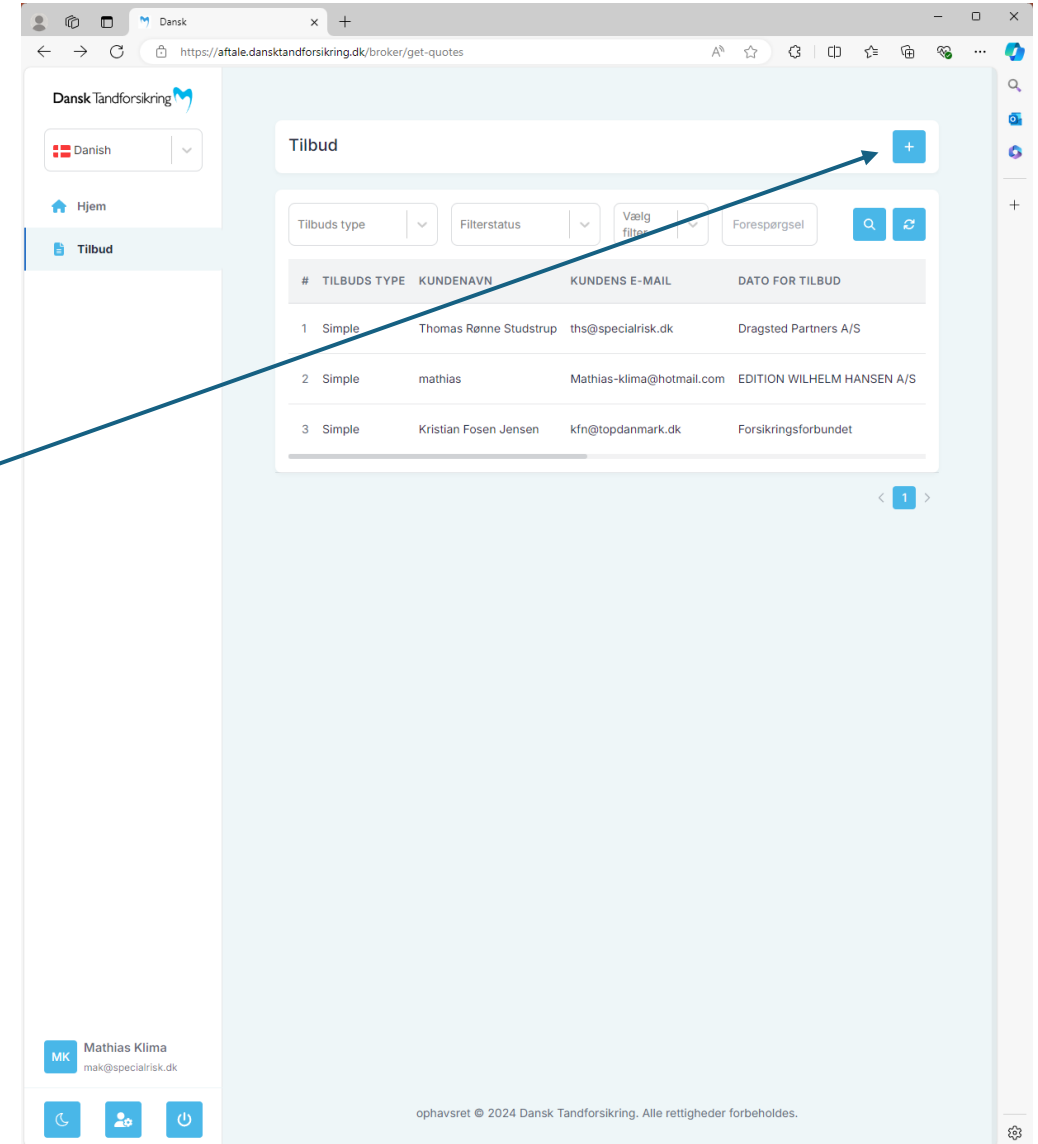 Dansk
https://aftale.dansktandforsikring.dk/broker/get-quotes
Dansk Tandforsikring
Danish
Hjem
Tilbud
Tilbud
+
Tilbuds type
Filterstatus
Vælg
filter
Forespørgsel
# TILBUDS TYPE KUNDENAVN KUNDENS E-MAIL DATO FOR TILBUD
1 Simple Thomas Rønne Studstrup ths@specialrisk.dk Dragsted Partners A/S
2 Simple mathias Mathias-klima@hotmail.com EDITION WILHELM HANSEN A/S
3 Simple Kristian Fosen Jensen kfn@topdanmark.dk Forsikringsforbundet
< 1 >
MK
Mathias Klima
mak@specialrisk.dk
ophavsret © 2024 Dansk Tandforsikring. Alle rettigheder forbeholdes.